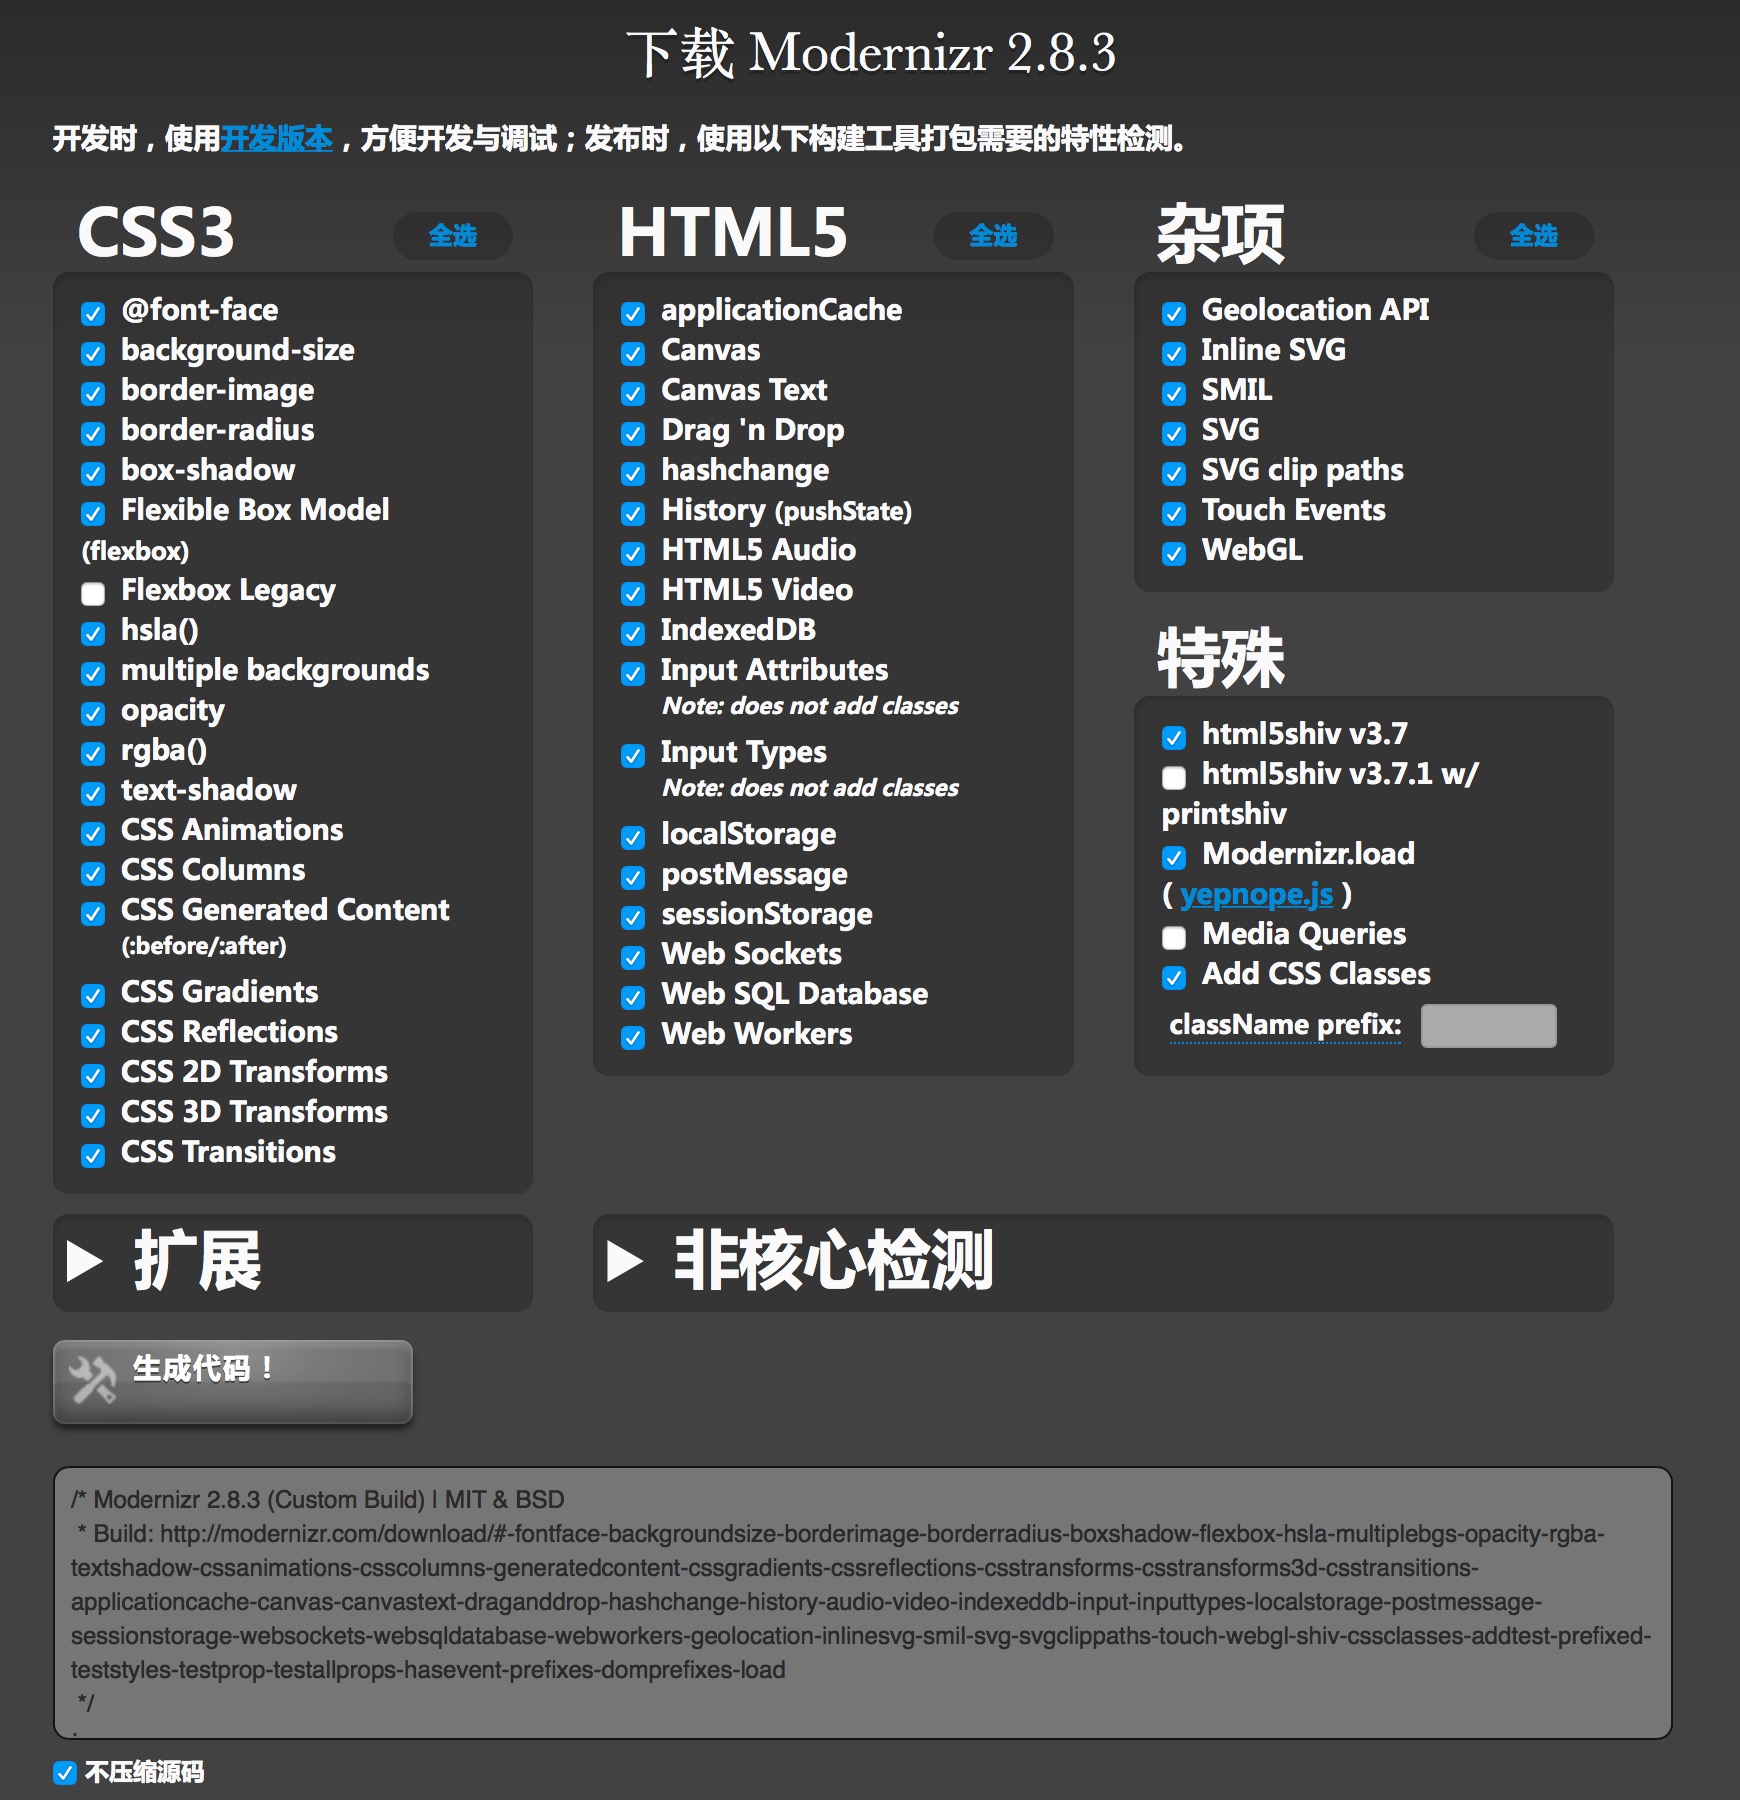 下载 Modernizr 2.8.3
开发时，使用开发版本，方便开发与调试；发布时，使用以下构建工具打包需要的特性检测。
CSS3 全选
@font-face
background-size
border-image
border-radius
box-shadow
Flexible Box Model
(flexbox)
Flexbox Legacy
hsla()
multiple backgrounds
opacity
rgba()
text-shadow
CSS Animations
CSS Columns
CSS Generated Content
(:before/:after)
CSS Gradients
CSS Reflections
CSS 2D Transforms
CSS 3D Transforms
CSS Transitions
HTML5 全选
applicationCache
Canvas
Canvas Text
Drag 'n Drop
hashchange
History (pushState)
HTML5 Audio
HTML5 Video
IndexedDB
Input Attributes
Note: does not add classes
Input Types
Note: does not add classes
localStorage
postMessage
sessionStorage
Web Sockets
Web SQL Database
Web Workers
杂项 全选
Geolocation API
Inline SVG
SMIL
SVG
SVG clip paths
Touch Events
WebGL
特殊
html5shiv v3.7
html5shiv v3.7.1 w/
printshiv
Modernizr.load
( yepnope.js )
Media Queries
Add CSS Classes
className prefix:
扩展
非核心检测
生成代码！
/* Modernizr 2.8.3 (Custom Build) | MIT & BSD
* Build: http://modernizr.com/download/#-fontface-backgroundsize-borderimage-borderradius-boxshadow-flexbox-hsla-multiplebgs-opacity-rgba-
textshadow-cssanimations-csscolumns-generatedcontent-cssgradients-cssreflections-csstransforms-csstransforms3d-csstransitions-
applicationcache-canvas-canvastext-draganddrop-hashchange-history-audio-video-indexeddb-input-inputtypes-localstorage-postmessage-
sessionstorage-websockets-websqldatabase-webworkers-geolocation-inlinesvg-smil-svg-svgclippaths-touch-webgl-shiv-cssclasses-addtest-prefixed-
teststyles-testprop-testallprops-hasevent-prefixes-domprefixes-load
*/
不压缩源码